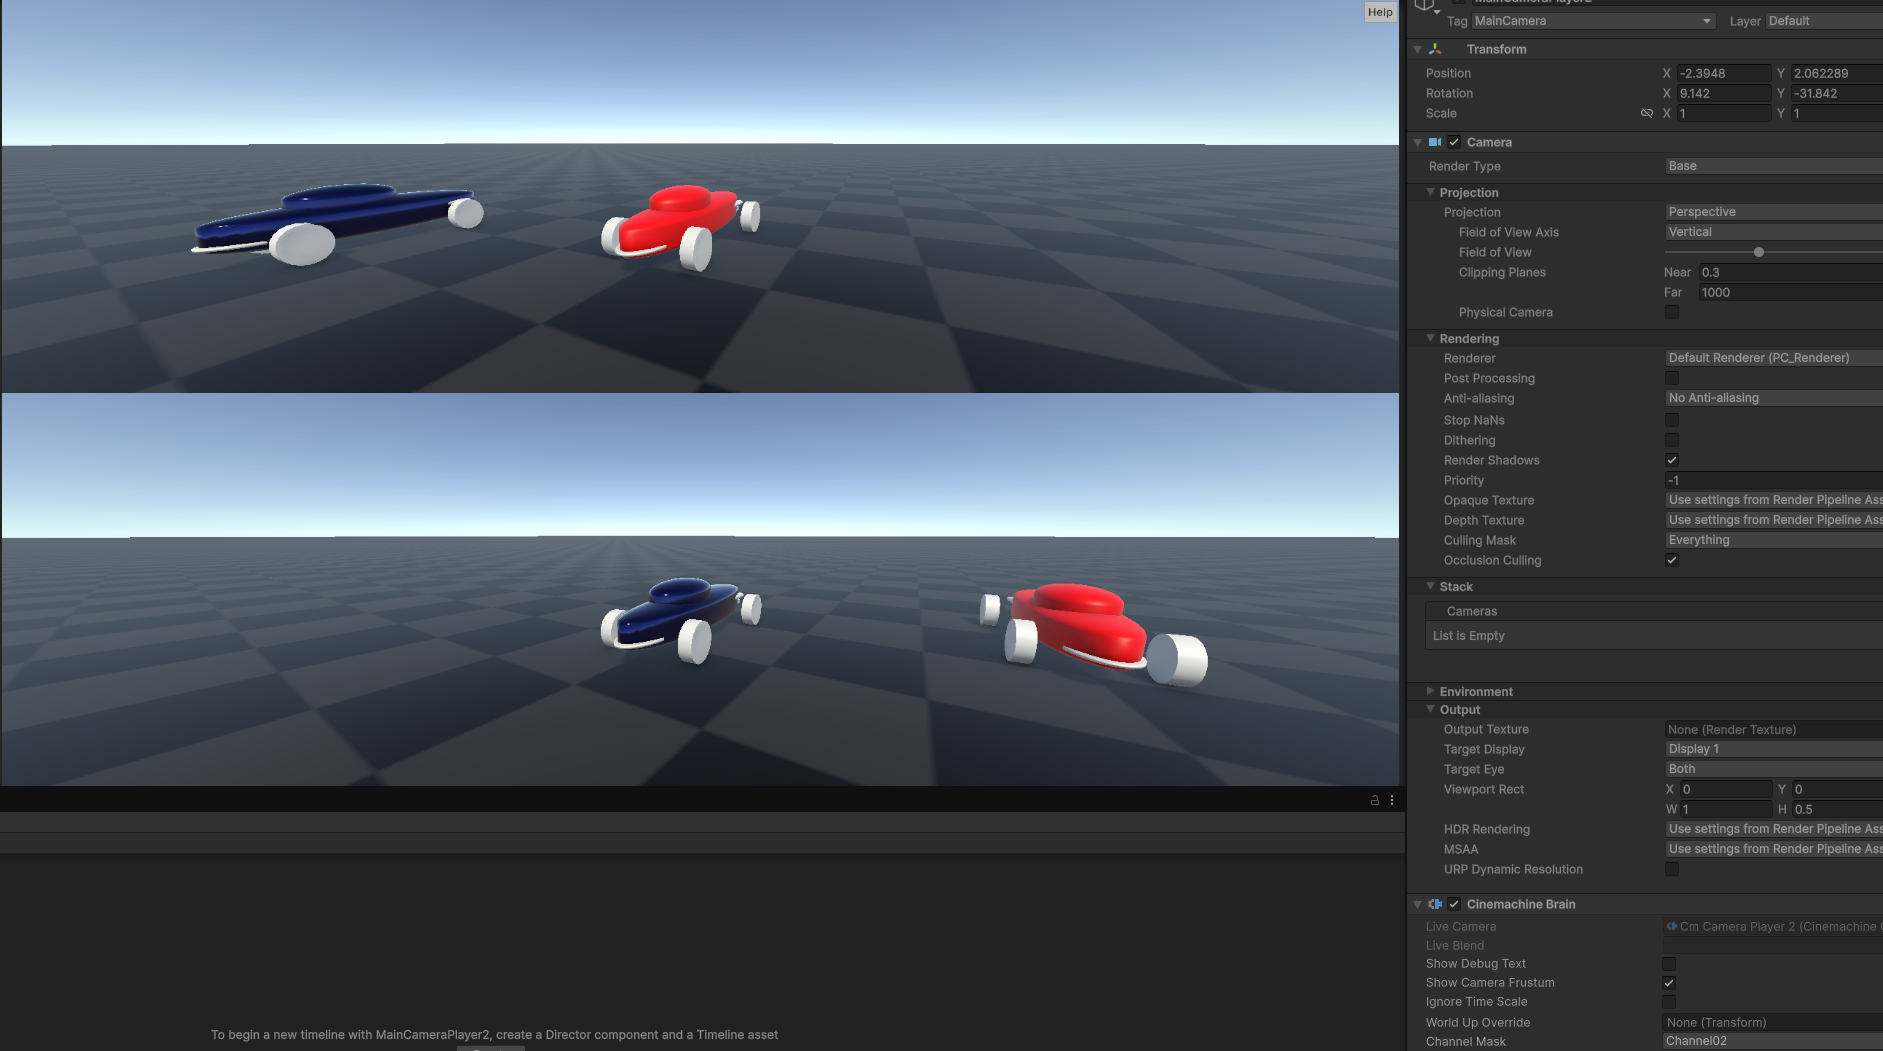 Help
Tag MainCamera Layer Default
Transform
Position X -2.3948 Y 2.062289
Rotation X 9.142 Y -31.842
Scale X 1 Y 1
Camera
Render Type Base
Projection
Projection Perspective
Field of View Axis Vertical
Field of View
Clipping Planes Near 0.3
Far 1000
Physical Camera
Rendering
Renderer Default Renderer (PC_Renderer)
Post Processing
Anti-aliasing No Anti-aliasing
Stop NaNs
Dithering
Render Shadows
Priority -1
Opaque Texture Use settings from Render Pipeline Ass
Depth Texture Use settings from Render Pipeline Ass
Culling Mask Everything
Occlusion Culling
Stack
Cameras
List is Empty
Environment
Output
Output Texture None (Render Texture)
Target Display Display 1
Target Eye Both
Viewport Rect X 0 Y 0
W 1 H 0.5
HDR Rendering Use settings from Render Pipeline Ass
MSAA Use settings from Render Pipeline Ass
URP Dynamic Resolution
Cinemachine Brain
Live Camera Cm Camera Player 2 (Cinemachine
Live Blend
Show Debug Text
Show Camera Frustum
Ignore Time Scale
World Up Override None (Transform)
Channel Mask Channel02
To begin a new timeline with MainCameraPlayer2, create a Director component and a Timeline asset